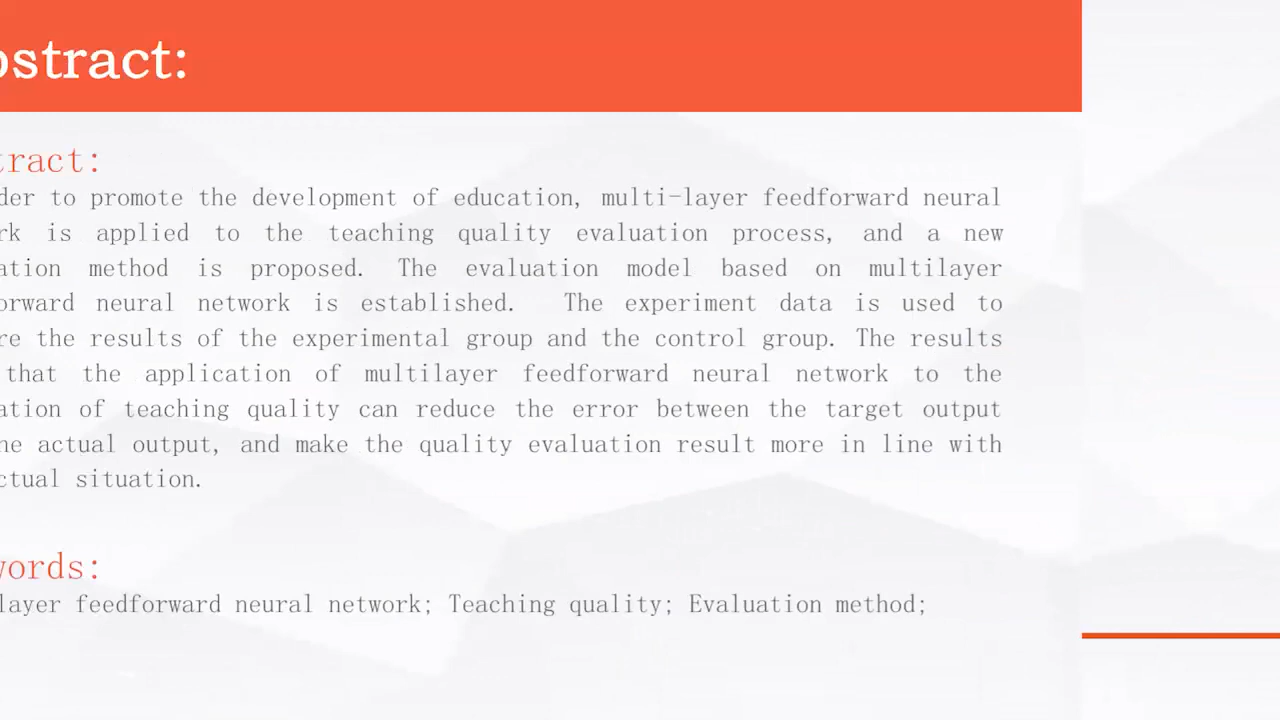 bstract:
tract:
der to promote the development of education, multi-layer feedforward neural
rk is applied to the teaching quality evaluation process, and a new
ation method is proposed. The evaluation model based on multilayer
orward neural network is established. The experiment data is used to
re the results of the experimental group and the control group. The results
that the application of multilayer feedforward neural network to the
ation of teaching quality can reduce the error between the target output
he actual output, and make the quality evaluation result more in line with
ctual situation.
words:
layer feedforward neural network; Teaching quality; Evaluation method;